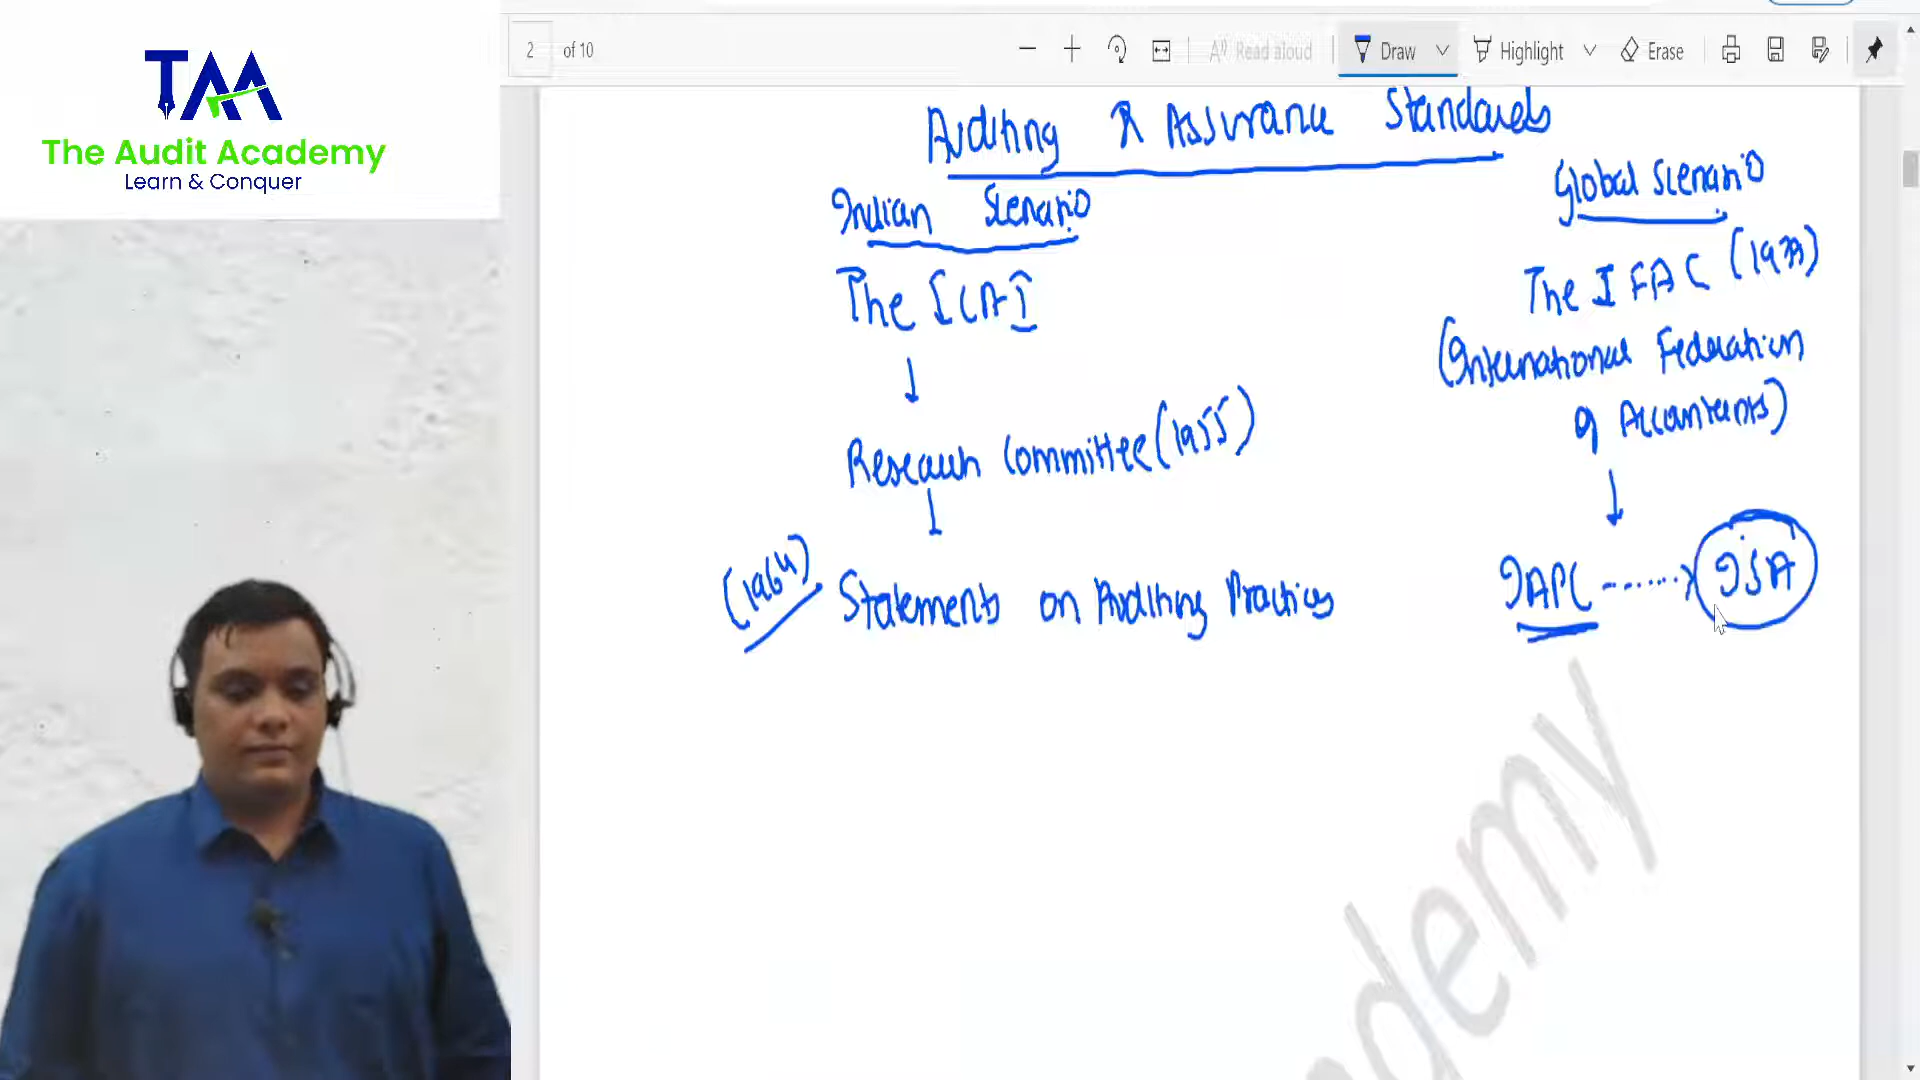 TAA
The Audit Academy
Learn & Conquer
2 of 10
Read aloud
Draw
Highlight
Erase
Auditing & Assurance Standards
Indian Scenario
The ICAI
Research Committee (1955)
(1964) Statements on Auditing Practices
Global Scenario
The IFAC
(International Federation
of Accountants)
IAPC
ISA
demy